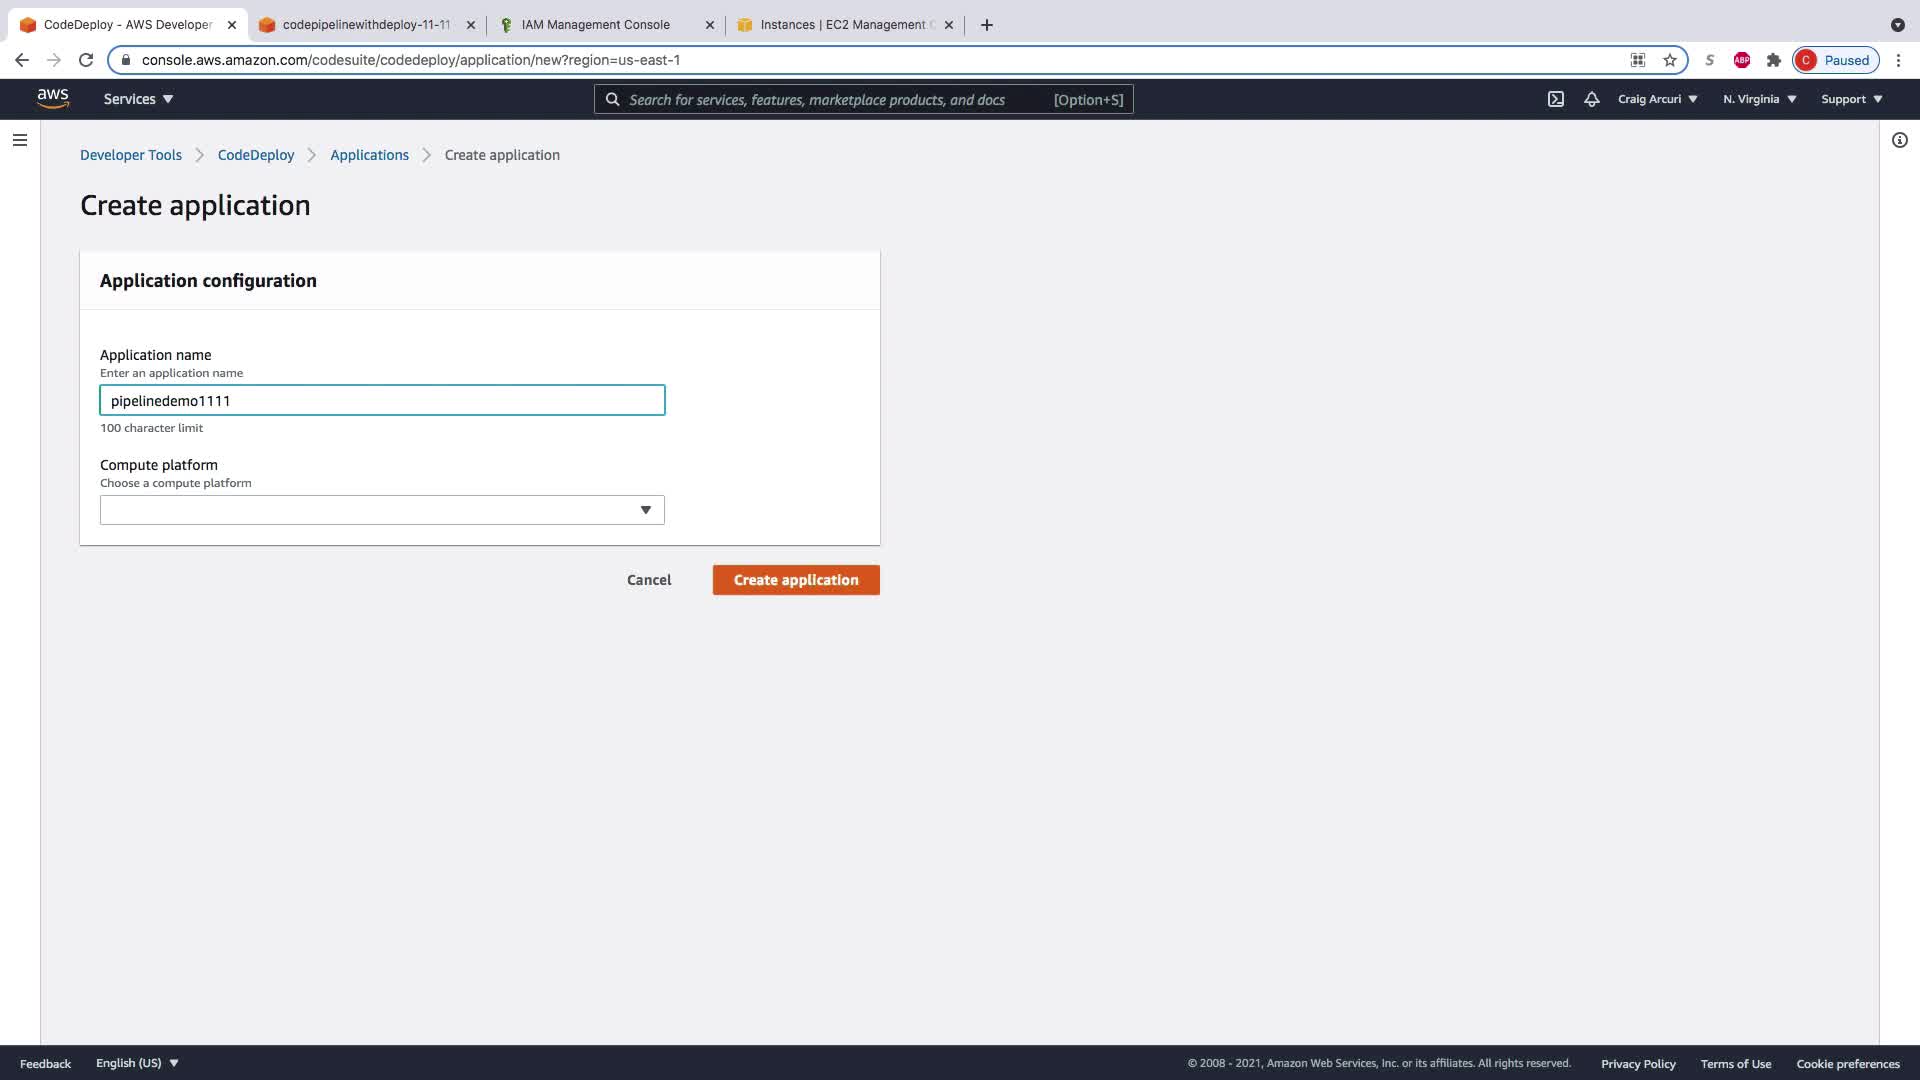 CodeDeploy - AWS Developer
codepipelinewithdeploy-11-11
IAM Management Console
Instances | EC2 Management C
console.aws.amazon.com/codesuite/codedeploy/application/new?region=us-east-1
S
ABP
C
Paused
aws
Services
Search for services, features, marketplace products, and docs
[Option+S]
Craig Arcuri
N. Virginia
Support
Developer Tools
CodeDeploy
Applications
Create application
Create application
Application configuration
Application name
Enter an application name
pipelinedemo1111
100 character limit
Compute platform
Choose a compute platform
Cancel
Create application
Feedback
English (US)
© 2008 - 2021, Amazon Web Services, Inc. or its affiliates. All rights reserved.
Privacy Policy
Terms of Use
Cookie preferences